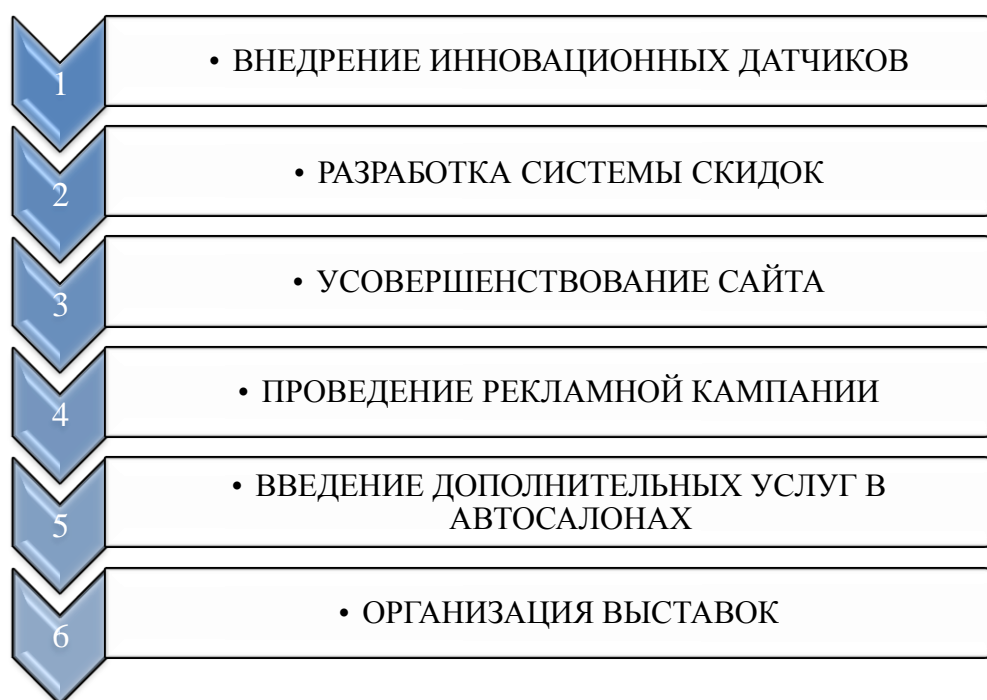 1
• ВНЕДРЕНИЕ ИННОВАЦИОННЫХ ДАТЧИКОВ
2
• РАЗРАБОТКА СИСТЕМЫ СКИДОК
3
• УСОВЕРШЕНСТВОВАНИЕ САЙТА
4
• ПРОВЕДЕНИЕ РЕКЛАМНОЙ КАМПАНИИ
5
• ВВЕДЕНИЕ ДОПОЛНИТЕЛЬНЫХ УСЛУГ В
АВТОСАЛОНАХ
6
• ОРГАНИЗАЦИЯ ВЫСТАВОК